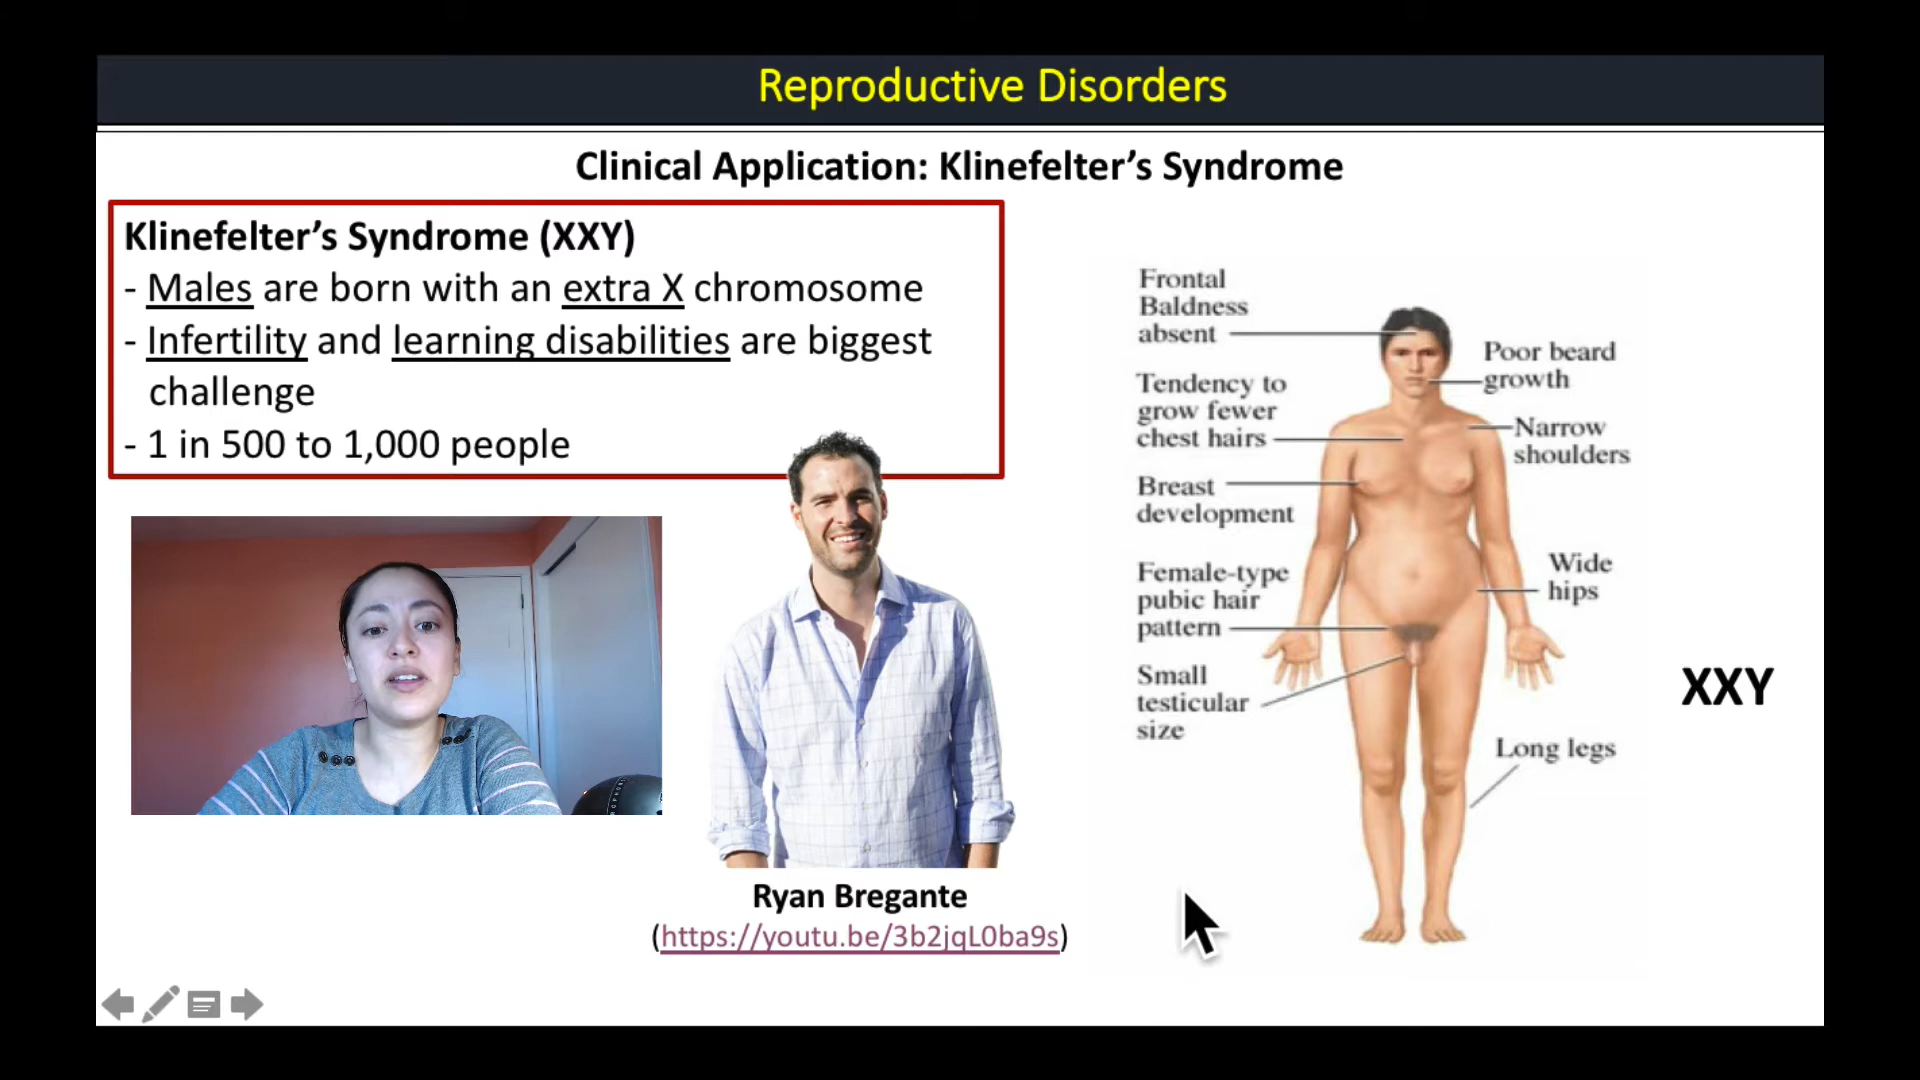 Reproductive Disorders
Clinical Application: Klinefelter’s Syndrome
Klinefelter’s Syndrome (XXY)
- Males are born with an extra X chromosome
- Infertility and learning disabilities are biggest
challenge
- 1 in 500 to 1,000 people
Ryan Bregante
(https://youtu.be/3b2jqL0ba9s)
Frontal
Baldness
absent
Tendency to
grow fewer
chest hairs
Breast
development
Female-type
pubic hair
pattern
Small
testicular
size
Poor beard
growth
Narrow
shoulders
Wide
hips
Long legs
XXY